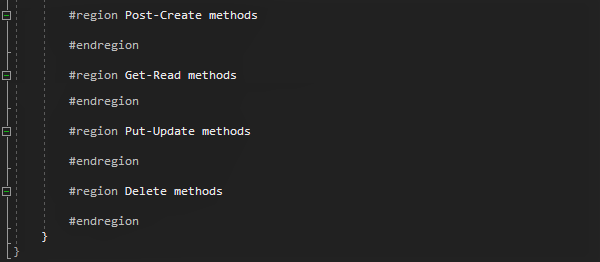 #region Post-Create methods
#endregion
#region Get-Read methods
#endregion
#region Put-Update methods
#endregion
#region Delete methods
#endregion
}
}